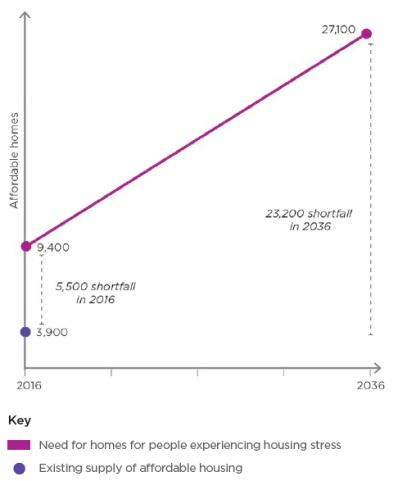 27,100
Affordable homes
23,200 shortfall
in 2036
9,400
5,500 shortfall
in 2016
3,900
2016
2036
Key
Need for homes for people experiencing housing stress
Existing supply of affordable housing